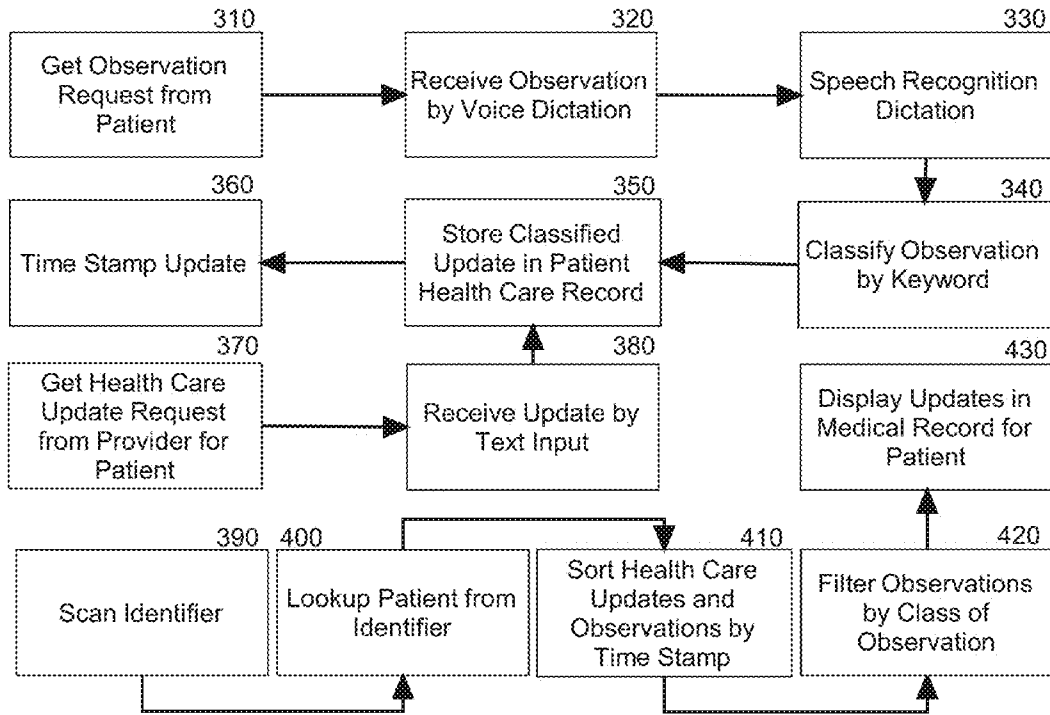 310
Get Observation
Request from
Patient
320
Receive Observation
by Voice Dictation
330
Speech Recognition
Dictation
360
Time Stamp Update
350
Store Classified
Update in Patient
Health Care Record
340
Classify Observation
by Keyword
370
Get Health Care
Update Request
from Provider for
Patient
380
Receive Update by
Text Input
430
Display Updates in
Medical Record for
Patient
390
Scan Identifier
400
Lookup Patient from
Identifier
410
Sort Health Care
Updates and
Observations by
Time Stamp
420
Filter Observations
by Class of
Observation